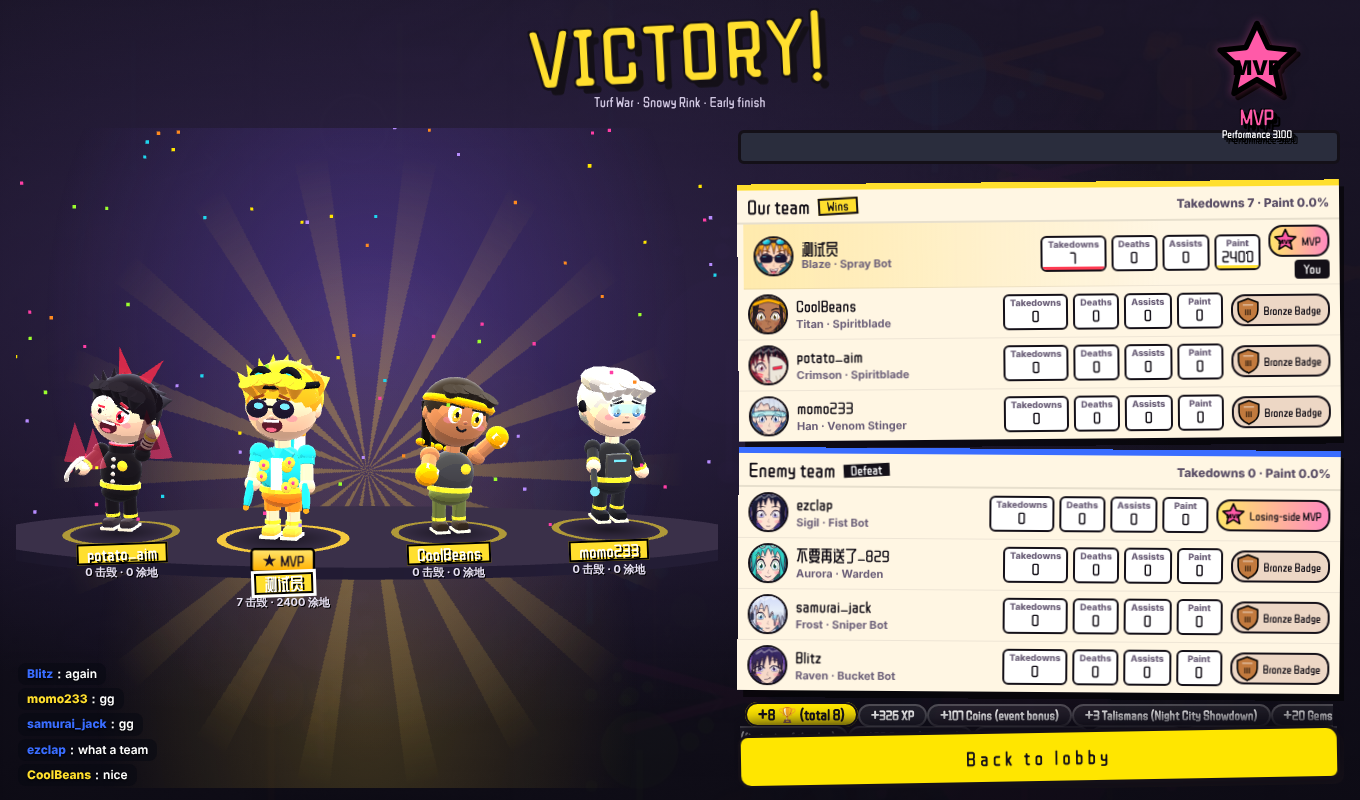 VICTORY!
Turf War · Snowy Rink · Early finish
MVP
MVP
Performance 3100
Our team Wins Takedowns 7 · Paint 0.0%
测试员
Blaze · Spray Bot
Takedowns 7 Deaths 0 Assists 0 Paint 2400 MVP
You
CoolBeans
Titan · Spiritblade
Takedowns 0 Deaths 0 Assists 0 Paint 0 Bronze Badge
potato_aim
Crimson · Spiritblade
Takedowns 0 Deaths 0 Assists 0 Paint 0 Bronze Badge
momo233
Han · Venom Stinger
Takedowns 0 Deaths 0 Assists 0 Paint 0 Bronze Badge
Enemy team Defeat Takedowns 0 · Paint 0.0%
ezclap
Sigil · Fist Bot
Takedowns 0 Deaths 0 Assists 0 Paint 0 Losing-side MVP
不要再送了_829
Aurora · Warden
Takedowns 0 Deaths 0 Assists 0 Paint 0 Bronze Badge
samurai_jack
Frost · Sniper Bot
Takedowns 0 Deaths 0 Assists 0 Paint 0 Bronze Badge
Blitz
Raven · Bucket Bot
Takedowns 0 Deaths 0 Assists 0 Paint 0 Bronze Badge
+8 🏆 (total 8) +326 XP +107 Coins (event bonus) +3 Talismans (Night City Showdown) +20 Gems
Back to lobby
potato_aim
0 击毁 · 0 涂地
★ MVP
测试员
7 击毁 · 2400 涂地
CoolBeans
0 击毁 · 0 涂地
momo233
0 击毁 · 0 涂地
Blitz : again
momo233 : gg
samurai_jack : gg
ezclap : what a team
CoolBeans : nice